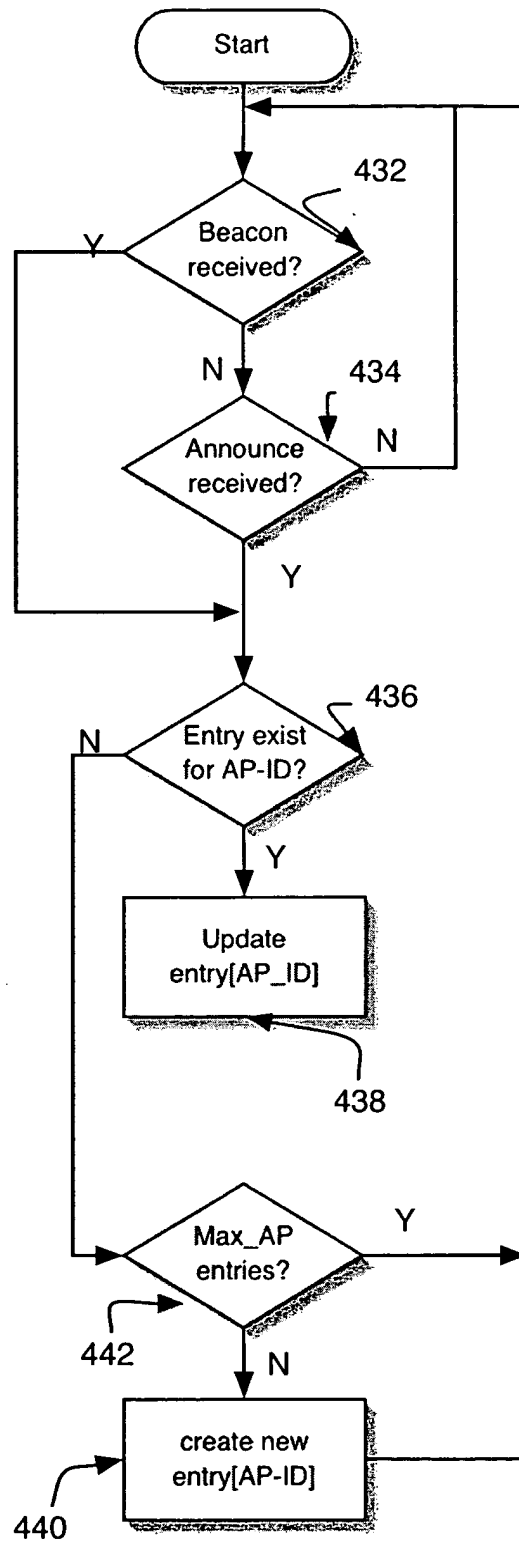 Start
432
Beacon
received?
Y
N
434
Announce
received?
N
Y
436
Entry exist
for AP-ID?
N
Y
Update
entry[AP_ID]
438
Max_AP
entries?
Y
442
N
create new
entry[AP-ID]
440